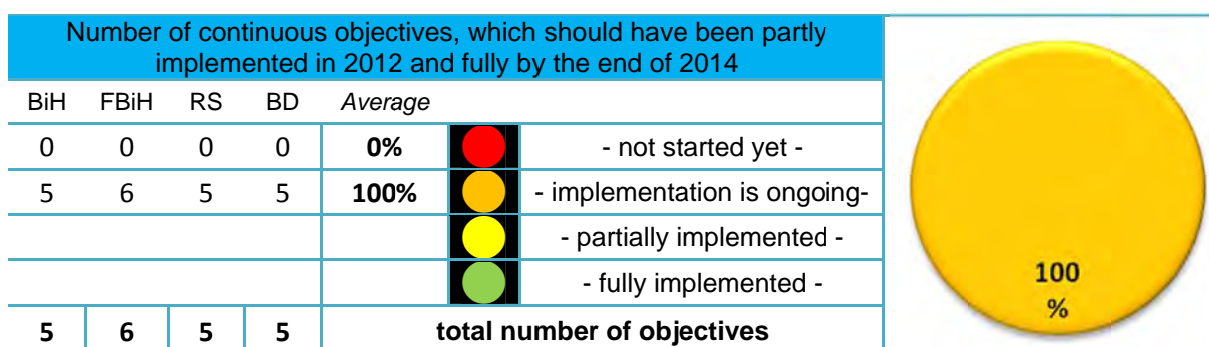 Number of continuous objectives, which should have been partly
implemented in 2012 and fully by the end of 2014
BiH FBiH RS BD Average
0 0 0 0 0% - not started yet -
5 6 5 5 100% - implementation is ongoing-
- partially implemented -
- fully implemented -
5 6 5 5 total number of objectives
100
%